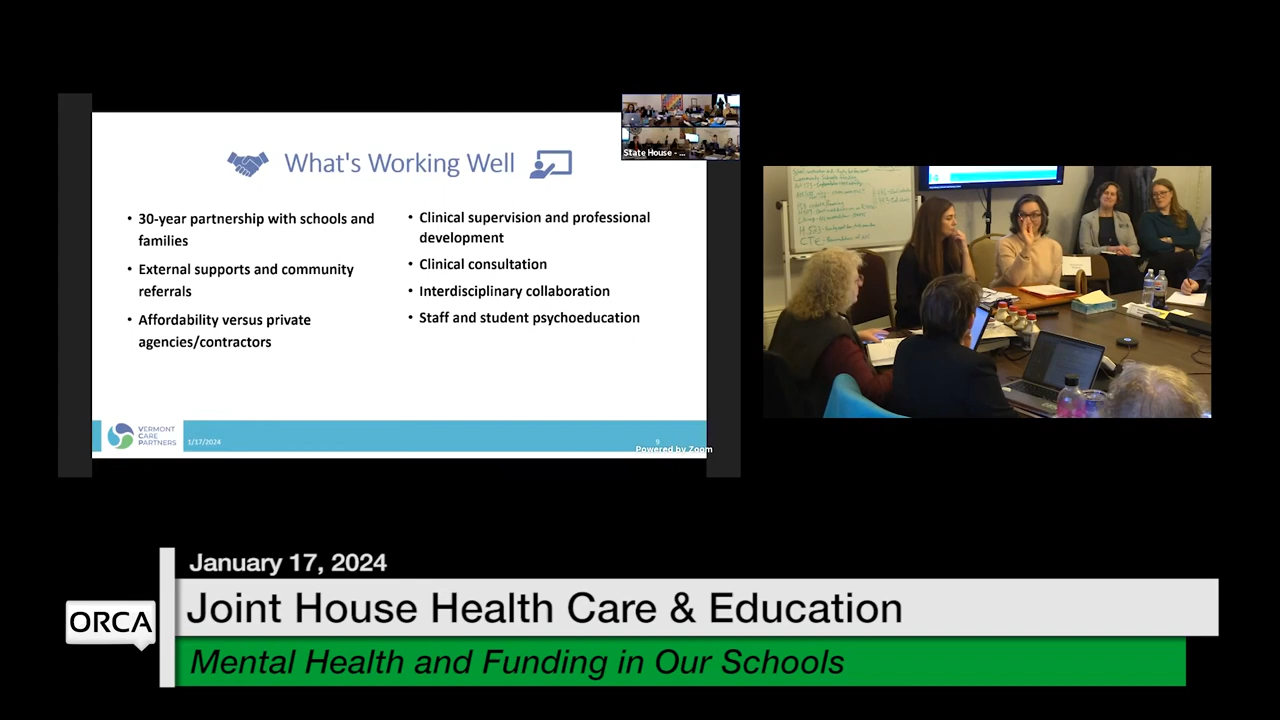 What's Working Well
State House - ...
• 30-year partnership with schools and
families
• External supports and community
referrals
• Affordability versus private
agencies/contractors
• Clinical supervision and professional
development
• Clinical consultation
• Interdisciplinary collaboration
• Staff and student psychoeducation
VERMONT
CARE
PARTNERS
1/17/2024
9
Powered by Zoom
January 17, 2024
ORCA
Joint House Health Care & Education
Mental Health and Funding in Our Schools